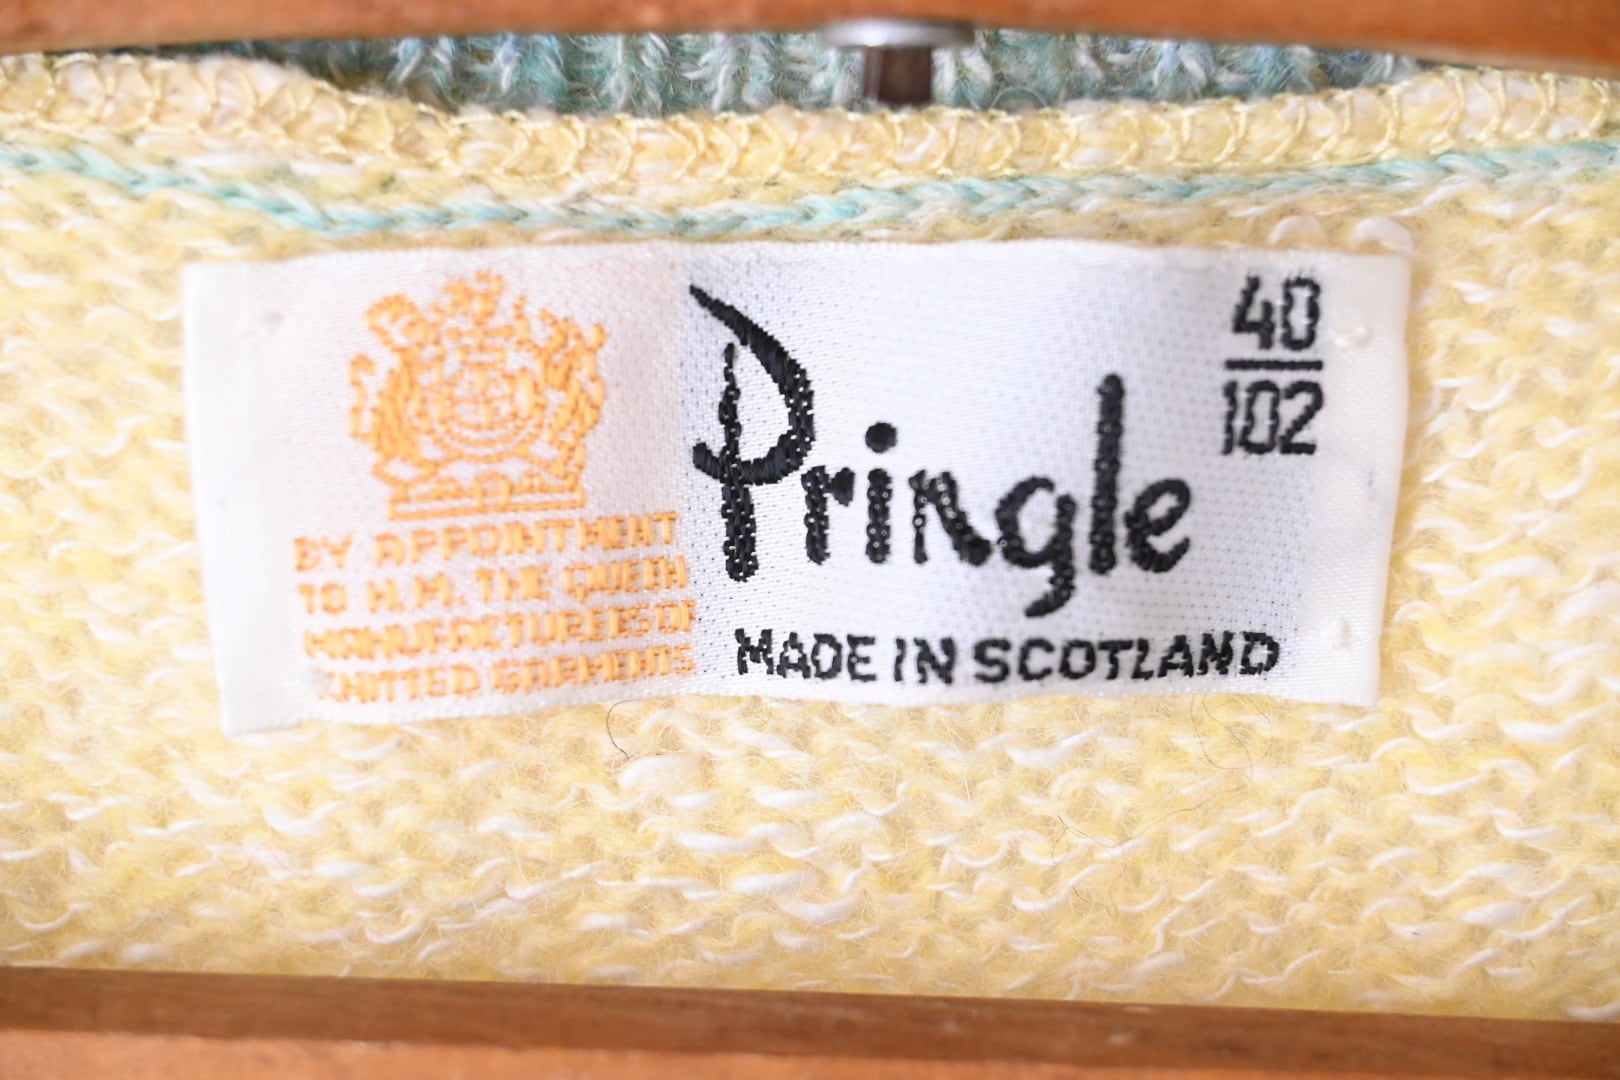 BY APPOINTMENT
TO H.M. THE QUEEN
MANUFACTURERS OF
KNITTED GARMENTS
Pringle
MADE IN SCOTLAND
40
102